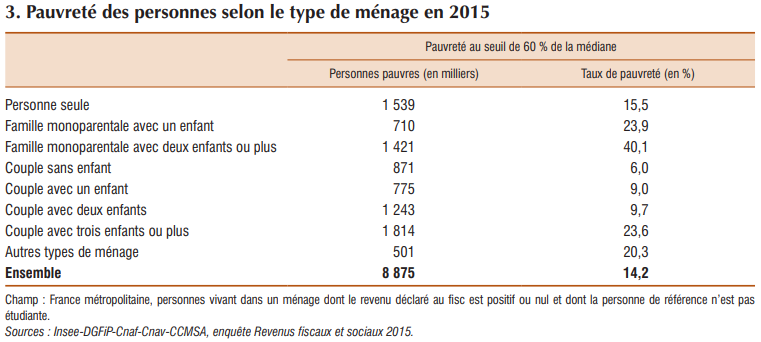 3. Pauvreté des personnes selon le type de ménage en 2015
Pauvreté au seuil de 60 % de la médiane
Personnes pauvres (en milliers) Taux de pauvreté (en %)
Personne seule 1 539 15,5
Famille monoparentale avec un enfant 710 23,9
Famille monoparentale avec deux enfants ou plus 1 421 40,1
Couple sans enfant 871 6,0
Couple avec un enfant 775 9,0
Couple avec deux enfants 1 243 9,7
Couple avec trois enfants ou plus 1 814 23,6
Autres types de ménage 501 20,3
Ensemble 8 875 14,2
Champ : France métropolitaine, personnes vivant dans un ménage dont le revenu déclaré au fisc est positif ou nul et dont la personne de référence n’est pas
étudiante.
Sources : Insee-DGFiP-Cnaf-Cnav-CCMSA, enquête Revenus fiscaux et sociaux 2015.